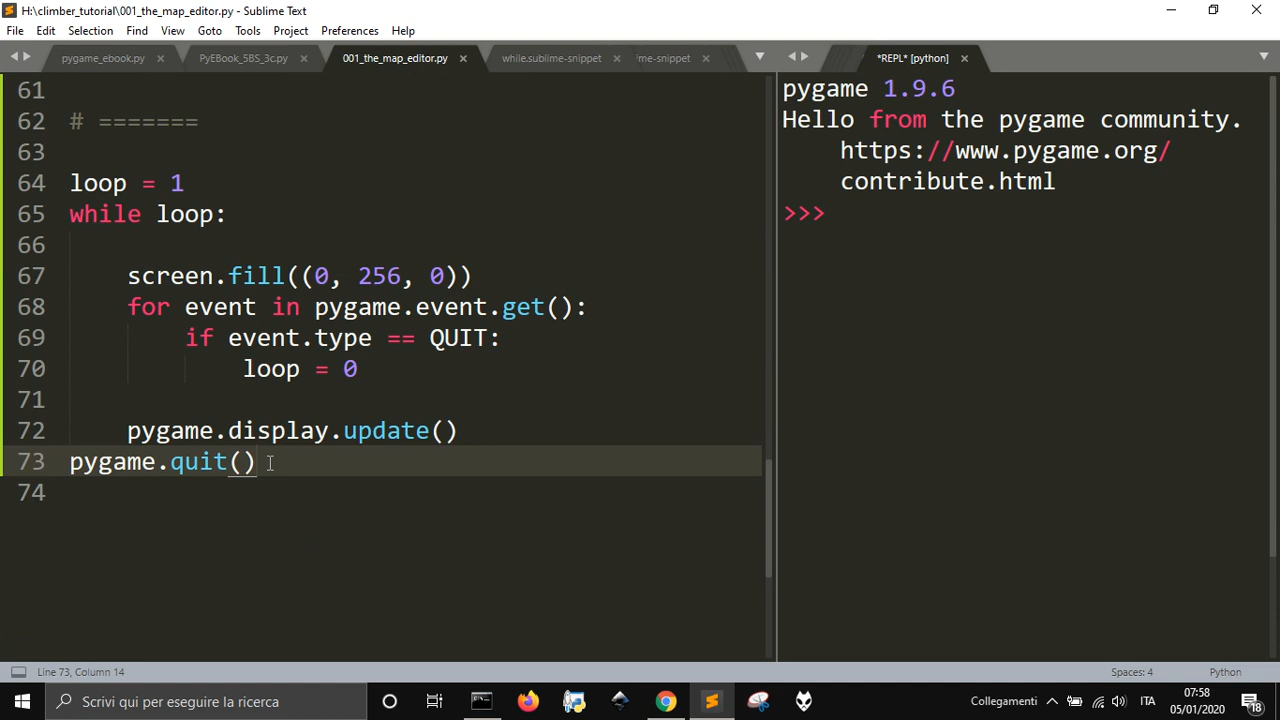 H:\climber_tutorial\001_the_map_editor.py - Sublime Text
File Edit Selection Find View Goto Tools Project Preferences Help
pygame_ebook.py PyEBook_5BS_3c.py 001_the_map_editor.py while.sublime-snippet me-snippet *REPL* [python]
61
62 # =======
63
64 loop = 1
65 while loop:
66
67 screen.fill((0, 256, 0))
68 for event in pygame.event.get():
69 if event.type == QUIT:
70 loop = 0
71
72 pygame.display.update()
73 pygame.quit()
74
pygame 1.9.6
Hello from the pygame community.
https://www.pygame.org/
contribute.html
>>>
Line 73, Column 14 Spaces: 4 Python
Scrivi qui per eseguire la ricerca Collegamenti ITA 07:58
05/01/2020 18